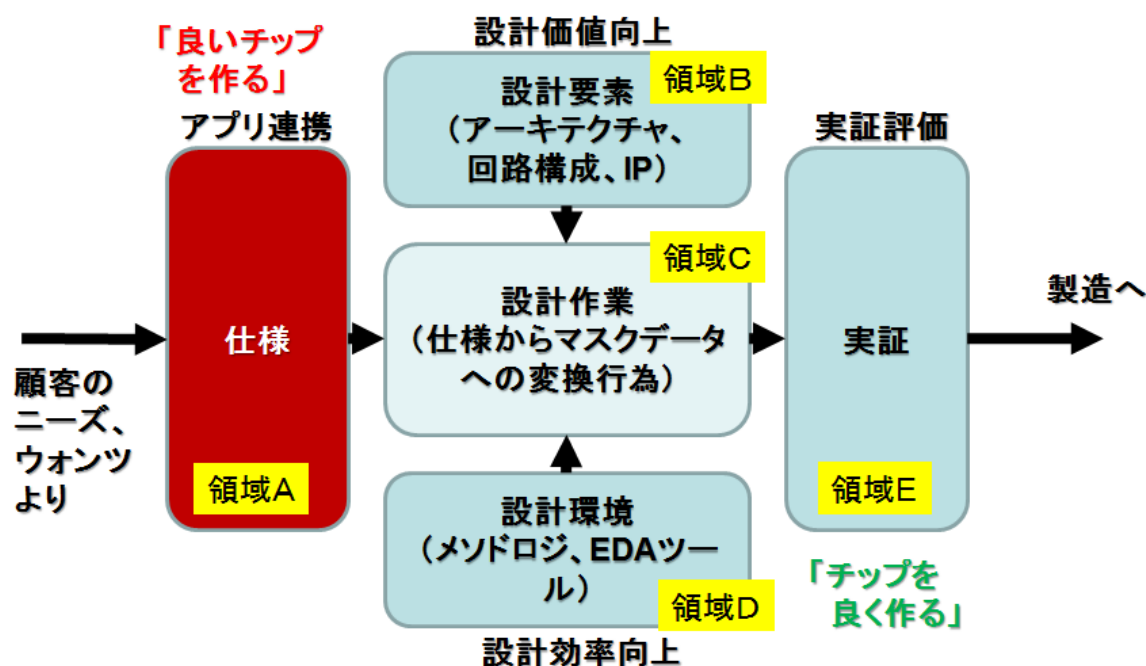 「良いチップ
を作る」
アプリ連携
仕様
領域A
顧客の
ニーズ、
ウォンツ
より
設計価値向上
設計要素
（アーキテクチャ、
回路構成、IP）
領域B
領域C
設計作業
（仕様からマスクデータ
への変換行為）
設計環境
（メソドロジ、EDAツー
ル）
領域D
設計効率向上
実証評価
実証
領域E
「チップを
良く作る」
製造へ